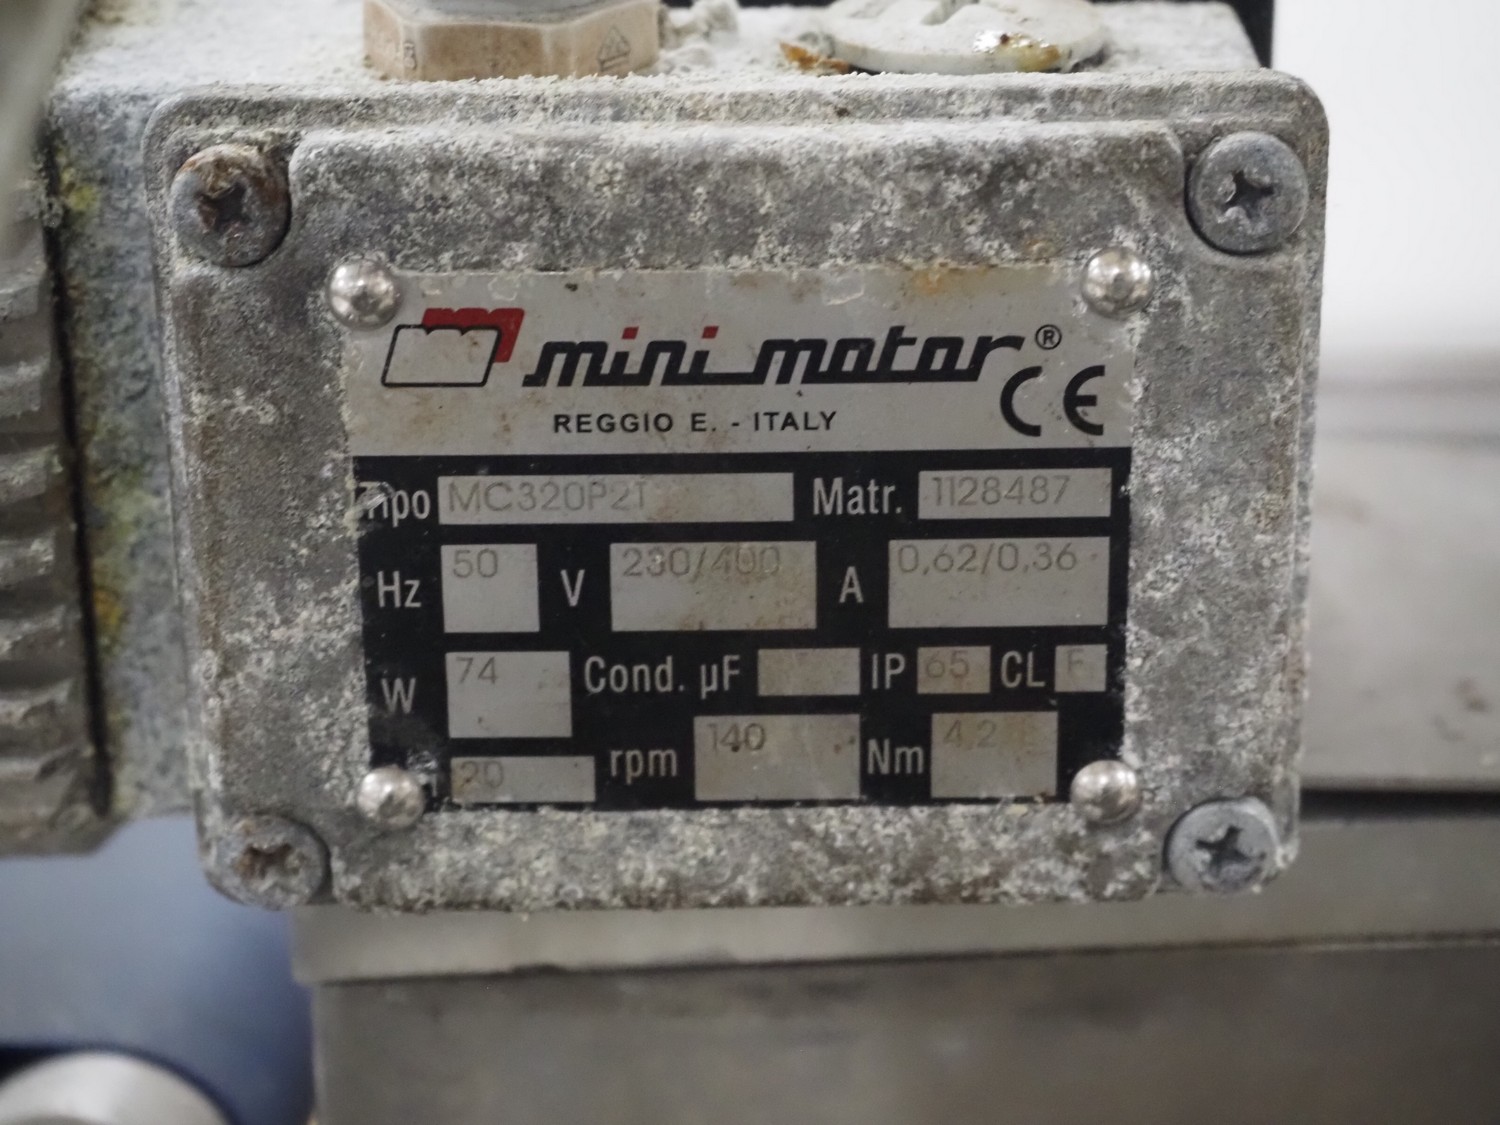 mini motor®
CE
REGGIO E. - ITALY
Tipo MC320P2T Matr. 1128487
Hz 50 V 230/400 A 0,62/0,36
W 74 Cond. µF IP 65 CL F
20 rpm 140 Nm 4,2